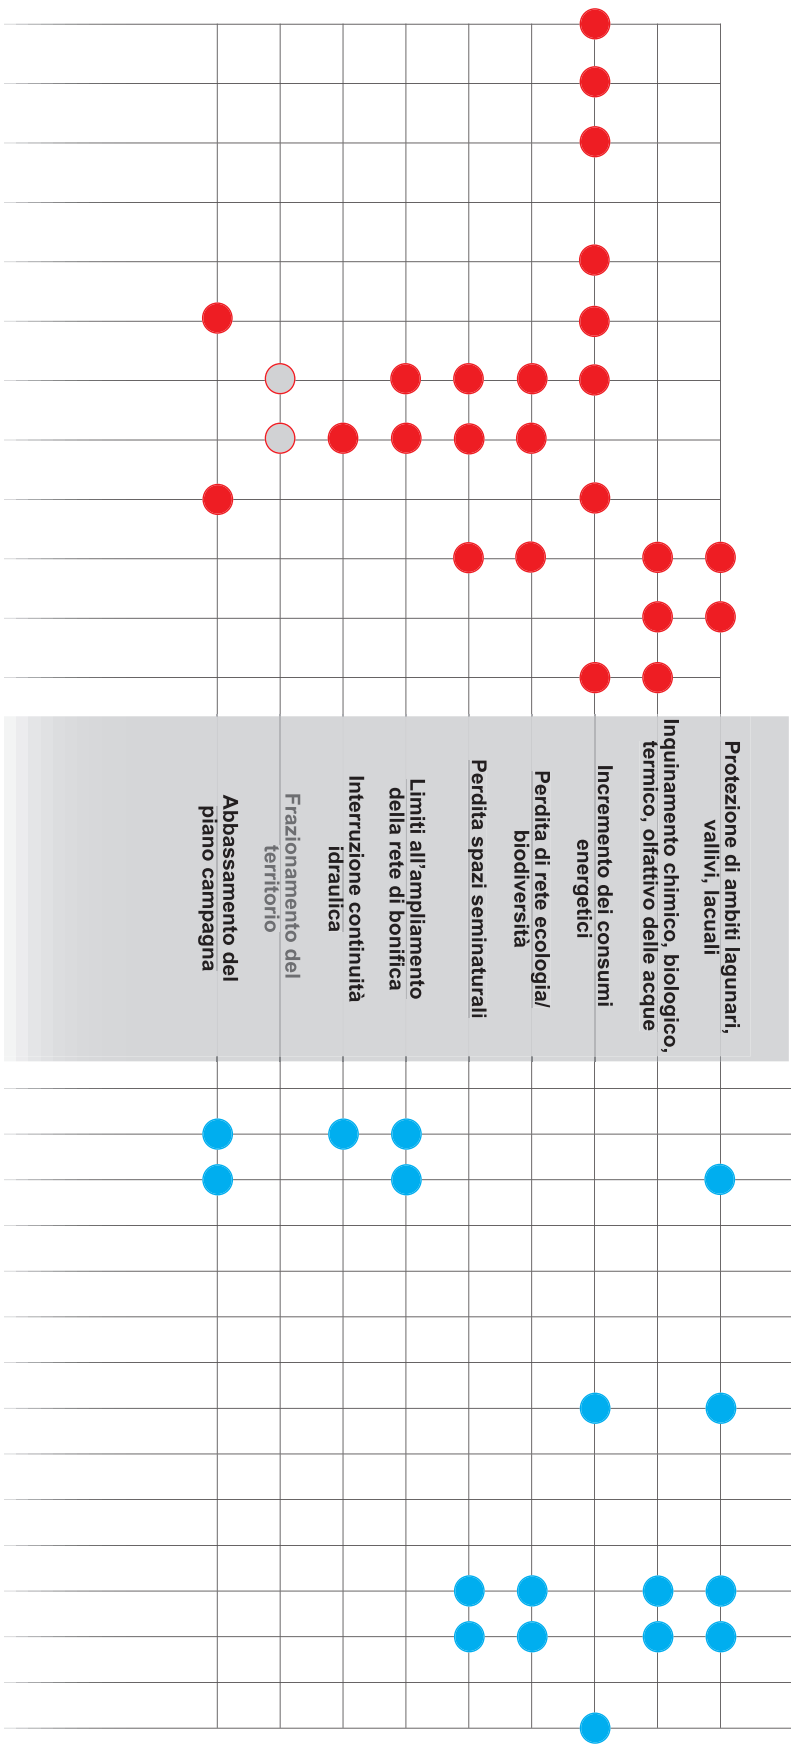 Protezione di ambiti lagunari,
vallivi, lacuali
Inquinamento chimico, biologico,
termico, olfattivo delle acque
Incremento dei consumi
energetici
Perdita di rete ecologia/
biodiversità
Perdita spazi seminaturali
Limiti all’ampliamento
della rete di bonifica
Interruzione continuità
idraulica
Frazionamento del
territorio
Abbassamento del
piano campagna